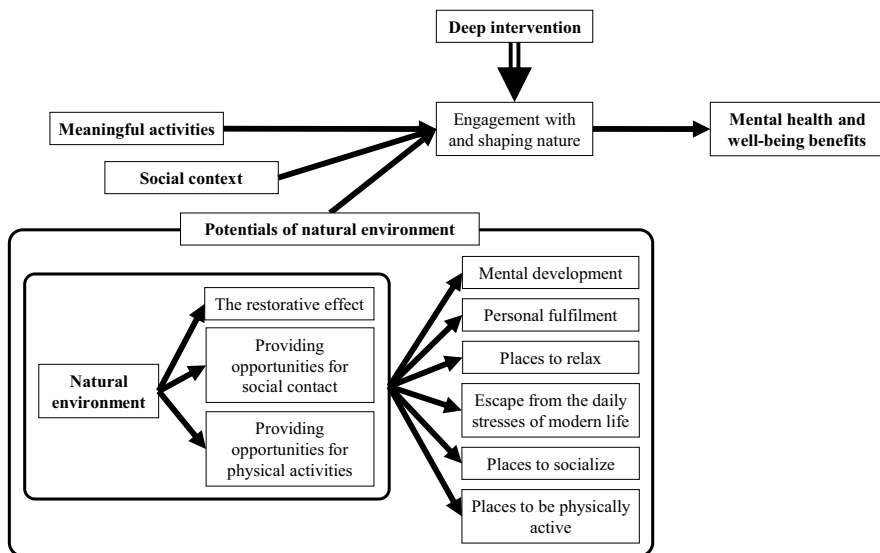 Deep intervention
Meaningful activities
Engagement with
and shaping nature
Mental health and
well-being benefits
Social context
Potentials of natural environment
Natural
environment
The restorative effect
Providing
opportunities for
social contact
Providing
opportunities for
physical activities
Mental development
Personal fulfilment
Places to relax
Escape from the daily
stresses of modern life
Places to socialize
Places to be physically
active